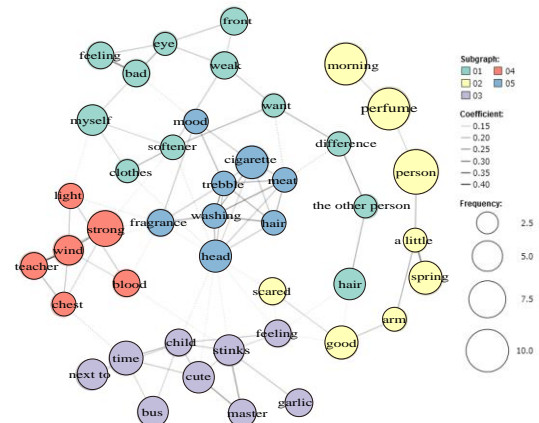 front
eye
feeling
bad
weak
morning
perfume
want
myself
mood
softener
difference
clothes
cigarette
trebble
meat
person
light
the other person
strong
fragrance
washing
hair
wind
a little
teacher
head
spring
blood
scared
hair
chest
arm
feeling
child
good
time
stinks
next to
cute
bus
master
garlic
Subgraph:
01 04
02 05
03
Coefficient:
0.15
0.20
0.25
0.30
0.35
0.40
Frequency:
2.5
5.0
7.5
10.0